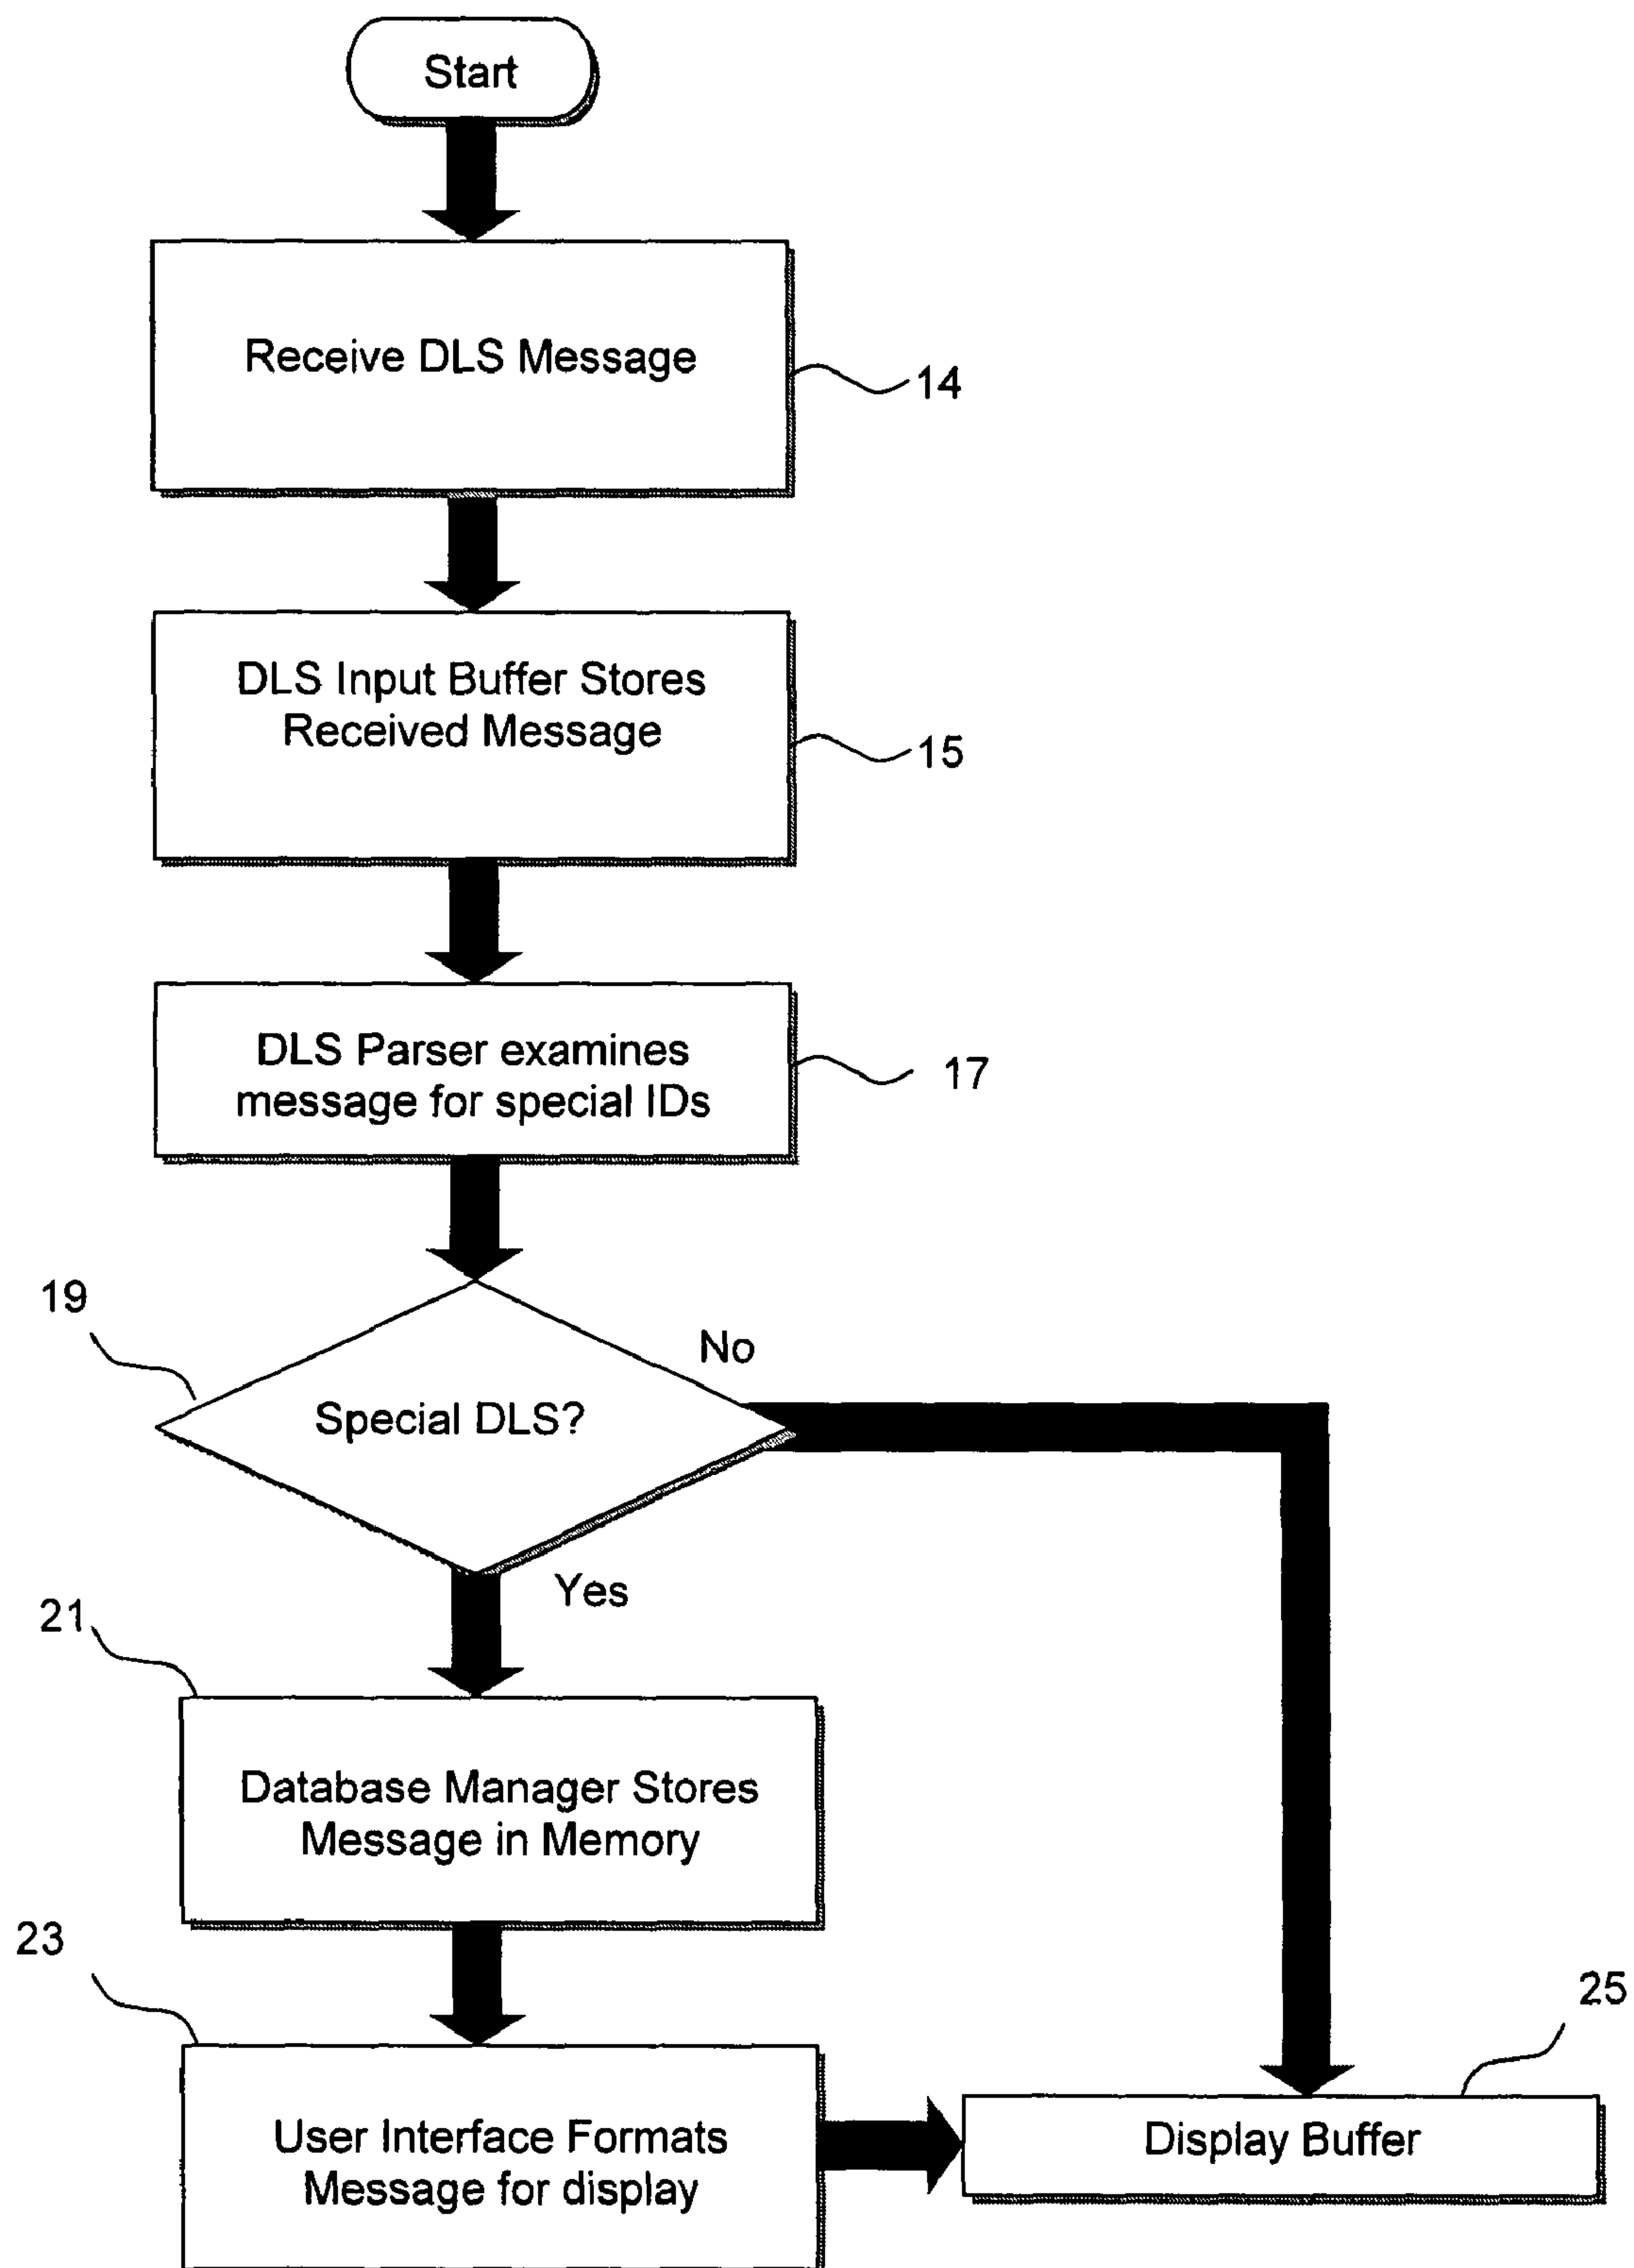 Start
Receive DLS Message
14
DLS Input Buffer Stores
Received Message
15
DLS Parser examines
message for special IDs
17
19
No
Special DLS?
Yes
21
Database Manager Stores
Message in Memory
23
25
User Interface Formats
Message for display
Display Buffer